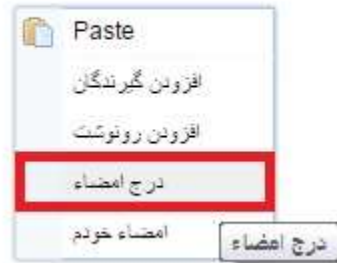 Paste
افزودن گیرندگان
افزودن رونوشت
درج امضاء
امضاء خودم
درج امضاء